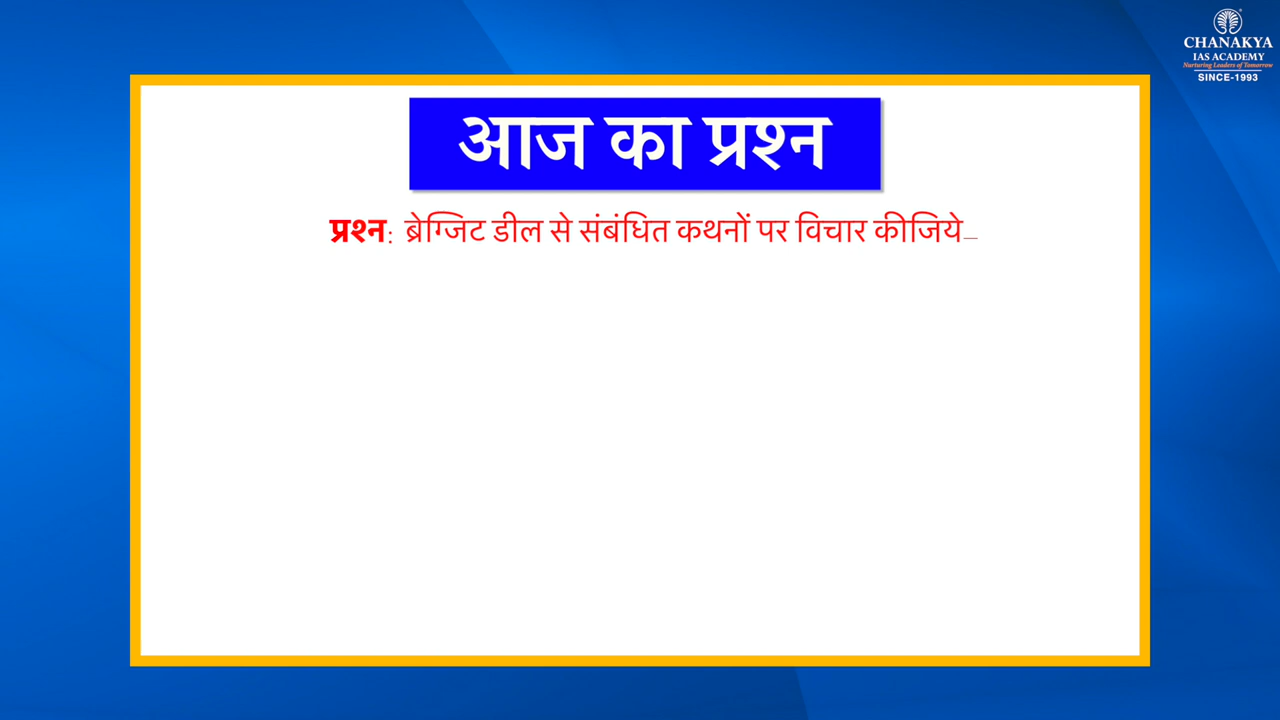 CHANAKYA
IAS ACADEMY
Nurturing Leaders of Tomorrow
SINCE-1993
आज का प्रश्न
प्रश्न: ब्रेग्जिट डील से संबंधित कथनों पर विचार कीजिये—